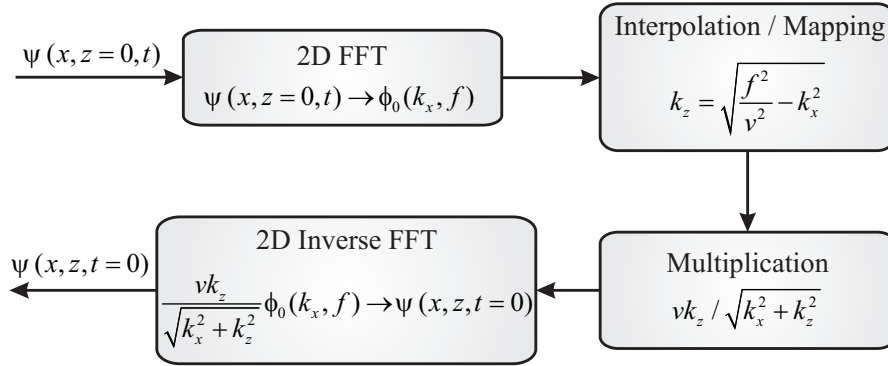 ψ(x, z = 0, t)
2D FFT
ψ(x, z = 0, t) → ϕ₀(kₓ, f)
Interpolation / Mapping
k_z = √(f²/v² − kₓ²)
Multiplication
vk_z / √(kₓ² + k_z²)
2D Inverse FFT
vk_z/√(kₓ² + k_z²) ϕ₀(kₓ, f) → ψ(x, z, t = 0)
ψ(x, z, t = 0)